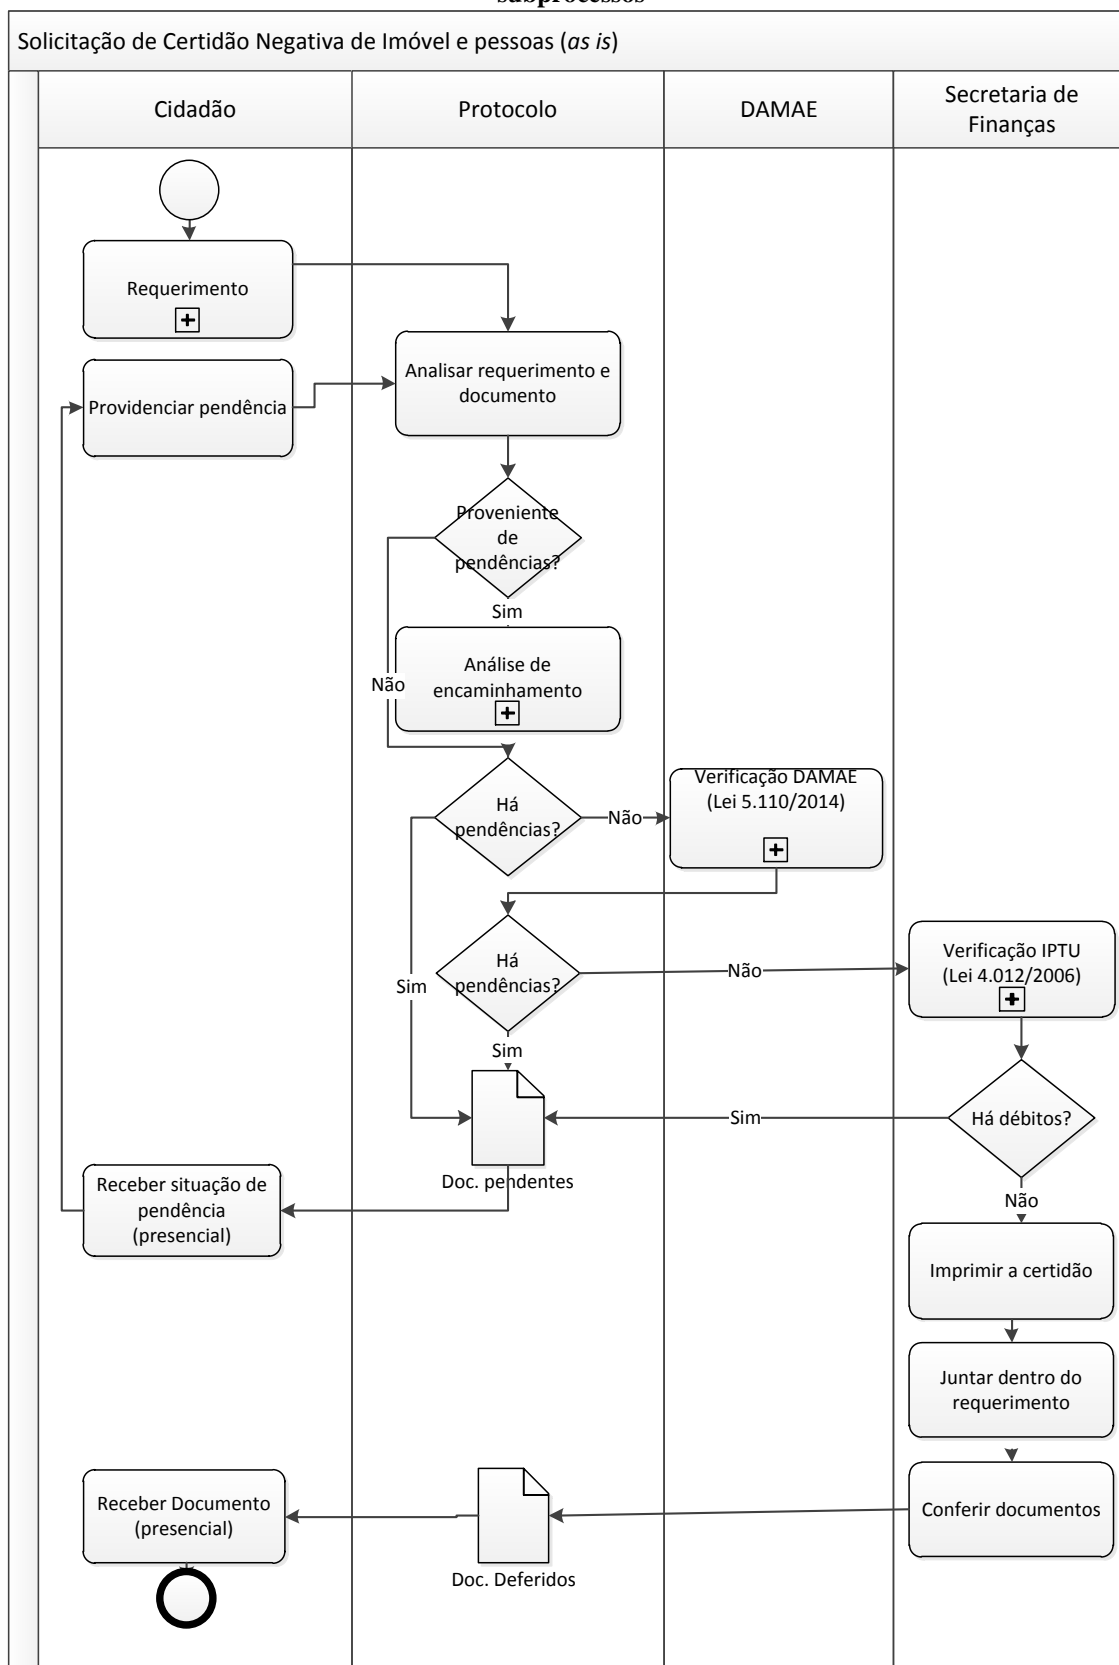 subprocessos
Solicitação de Certidão Negativa de Imóvel e pessoas (as is)
Cidadão
Protocolo
DAMAE
Secretaria de
Finanças
Requerimento
Analisar requerimento e
documento
Providenciar pendência
Proveniente
de
pendências?
Sim
Não
Análise de
encaminhamento
Há
pendências?
Não
Verificação DAMAE
(Lei 5.110/2014)
Sim
Há
pendências?
Não
Verificação IPTU
(Lei 4.012/2006)
Sim
Há débitos?
Sim
Doc. pendentes
Receber situação de
pendência
(presencial)
Não
Imprimir a certidão
Juntar dentro do
requerimento
Conferir documentos
Doc. Deferidos
Receber Documento
(presencial)